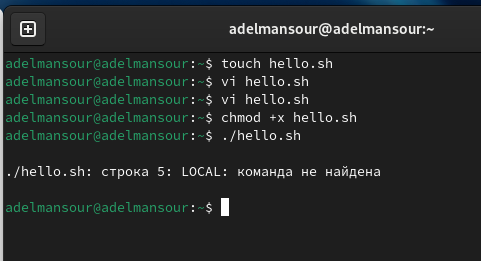 adelmansour@adelmansour:~
adelmansour@adelmansour:~$ touch hello.sh
adelmansour@adelmansour:~$ vi hello.sh
adelmansour@adelmansour:~$ vi hello.sh
adelmansour@adelmansour:~$ chmod +x hello.sh
adelmansour@adelmansour:~$ ./hello.sh
./hello.sh: строка 5: LOCAL: команда не найдена
adelmansour@adelmansour:~$